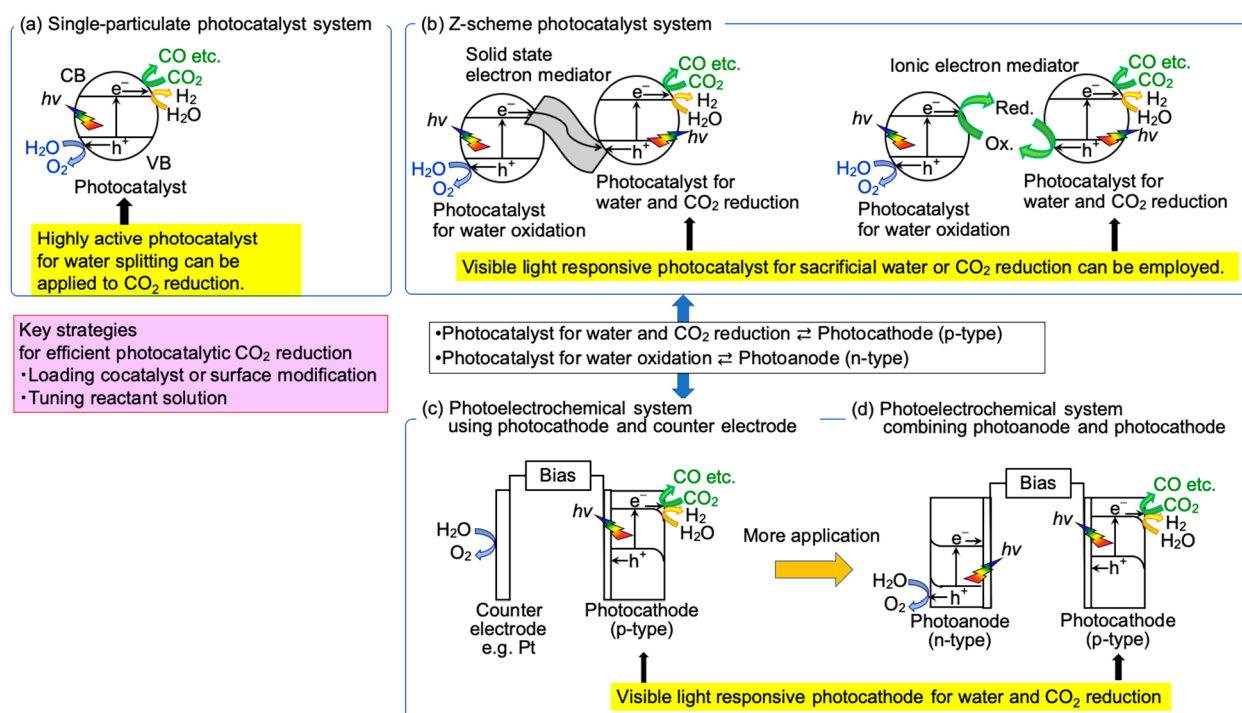 (a) Single-particulate photocatalyst system
CO etc.
CO₂
CB
e⁻
H₂
H₂O
hν
H₂O
O₂
h⁺
VB
Photocatalyst
Highly active photocatalyst
for water splitting can be
applied to CO₂ reduction.
Key strategies
for efficient photocatalytic CO₂ reduction
・Loading cocatalyst or surface modification
・Tuning reactant solution
(b) Z-scheme photocatalyst system
Solid state
electron mediator
CO etc.
CO₂
e⁻
H₂
H₂O
hν
e⁻
hν
h⁺
H₂O
O₂
h⁺
Photocatalyst
for water oxidation
Photocatalyst for
water and CO₂ reduction
Ionic electron mediator
CO etc.
CO₂
e⁻
H₂
H₂O
hν
e⁻
Red.
Ox.
hν
h⁺
H₂O
O₂
h⁺
Photocatalyst
for water oxidation
Photocatalyst for
water and CO₂ reduction
Visible light responsive photocatalyst for sacrificial water or CO₂ reduction can be employed.
•Photocatalyst for water and CO₂ reduction ⇄ Photocathode (p-type)
•Photocatalyst for water oxidation ⇄ Photoanode (n-type)
(c) Photoelectrochemical system
using photocathode and counter electrode
Bias
CO etc.
CO₂
e⁻
H₂
H₂O
hν
h⁺
H₂O
O₂
Counter
electrode
e.g. Pt
Photocathode
(p-type)
More application
(d) Photoelectrochemical system
combining photoanode and photocathode
Bias
CO etc.
CO₂
e⁻
H₂
H₂O
hν
h⁺
e⁻
hν
H₂O
O₂
h⁺
Photoanode
(n-type)
Photocathode
(p-type)
Visible light responsive photocathode for water and CO₂ reduction